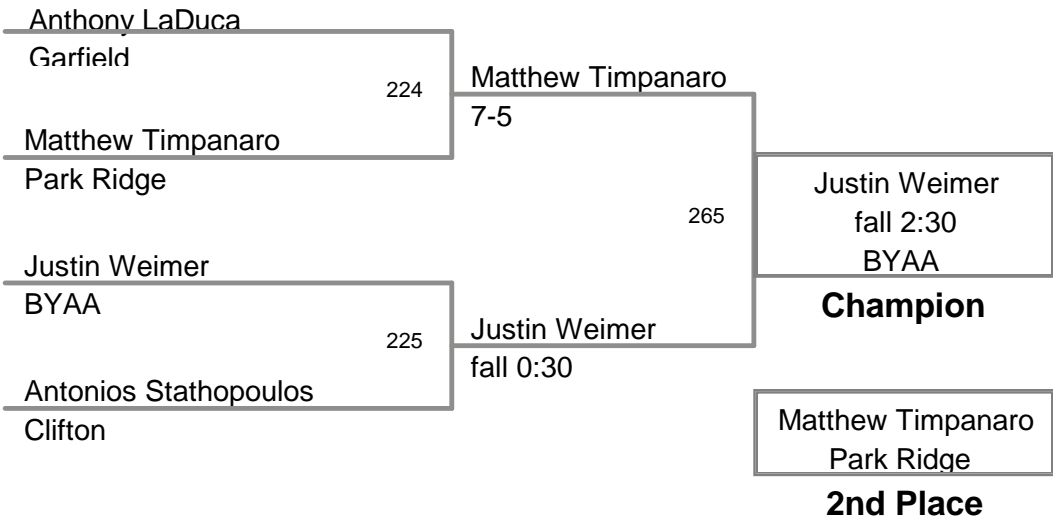 Anthony LaDuca
Garfield
224
Matthew Timpanaro
7-5
Matthew Timpanaro
Park Ridge
265
Justin Weimer
fall 2:30
BYAA
Champion
Justin Weimer
BYAA
225
Justin Weimer
fall 0:30
Antonios Stathopoulos
Clifton
Matthew Timpanaro
Park Ridge
2nd Place